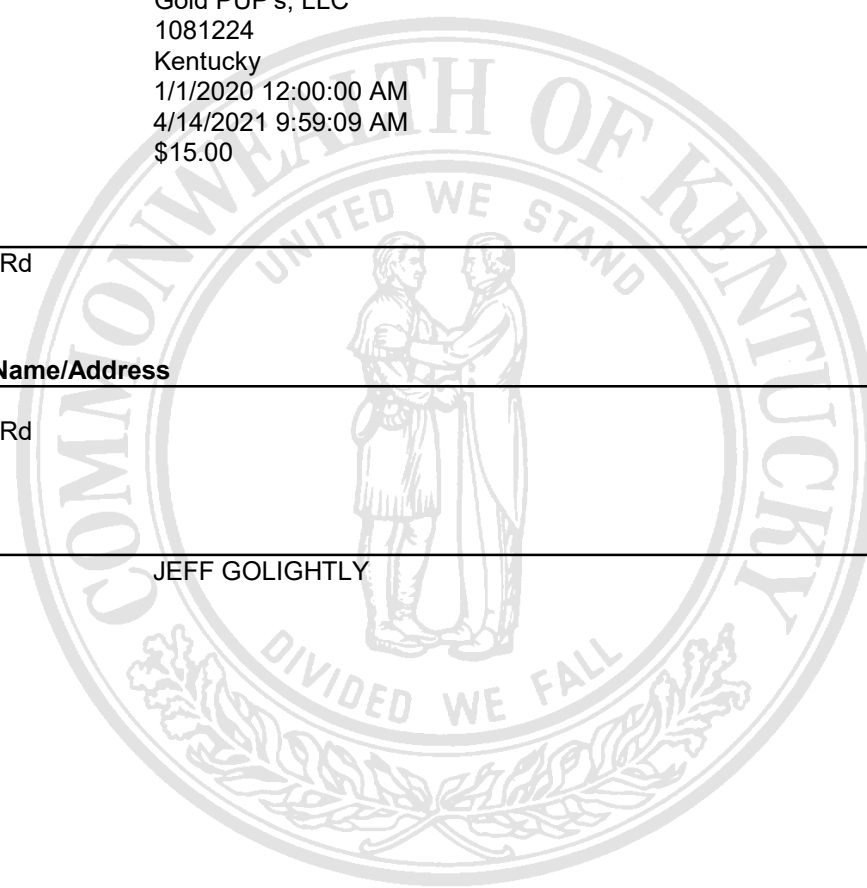 Gold PUP's, LLC
1081224
Kentucky
1/1/2020 12:00:00 AM
4/14/2021 9:59:09 AM
$15.00
Rd
Name/Address
Rd
JEFF GOLIGHTLY
COMMONWEALTH OF KENTUCKY
UNITED WE STAND
DIVIDED WE FALL